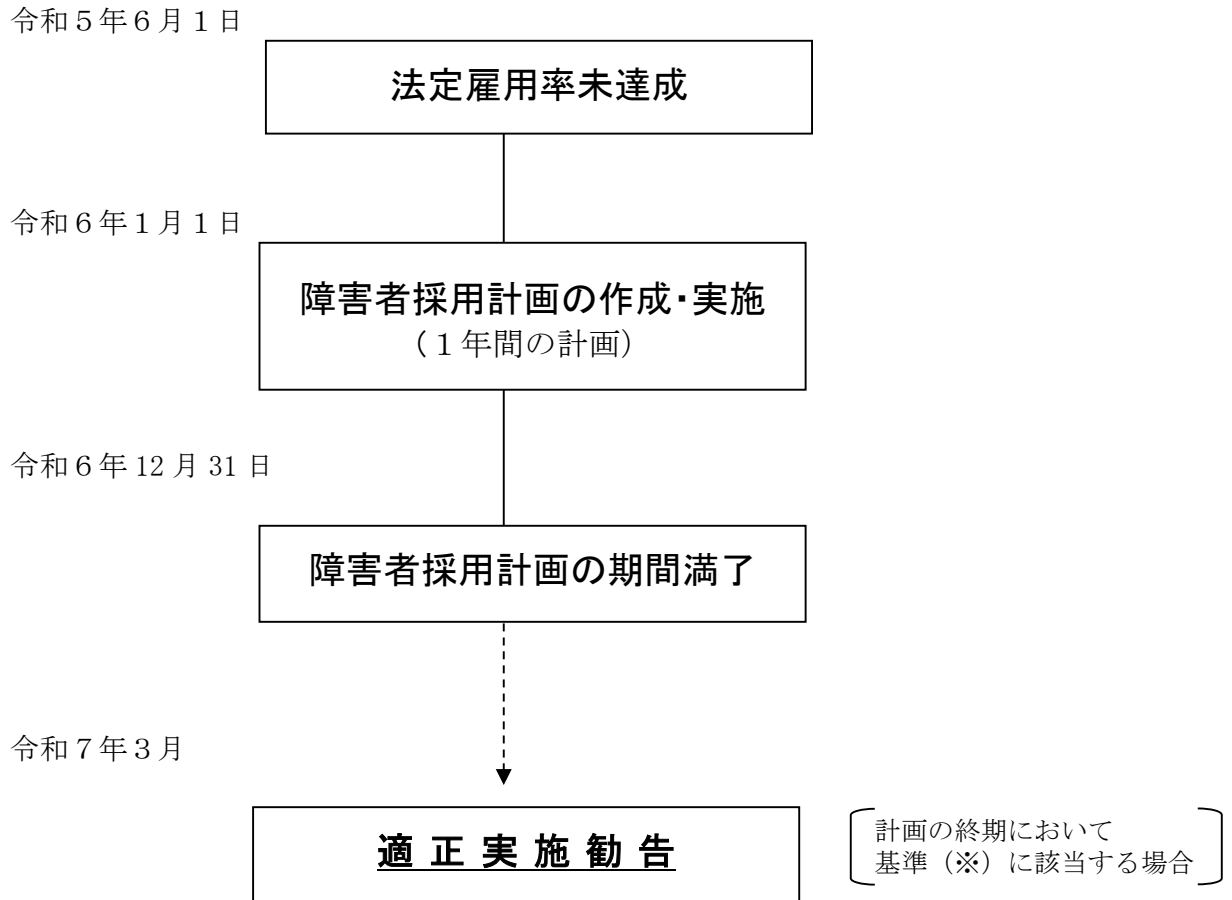 令和５年６月１日
法定雇用率未達成
令和６年１月１日
障害者採用計画の作成・実施
（１年間の計画）
令和６年 12 月 31 日
障害者採用計画の期間満了
令和７年３月
適 正 実 施 勧 告
計画の終期において
基準（※）に該当する場合